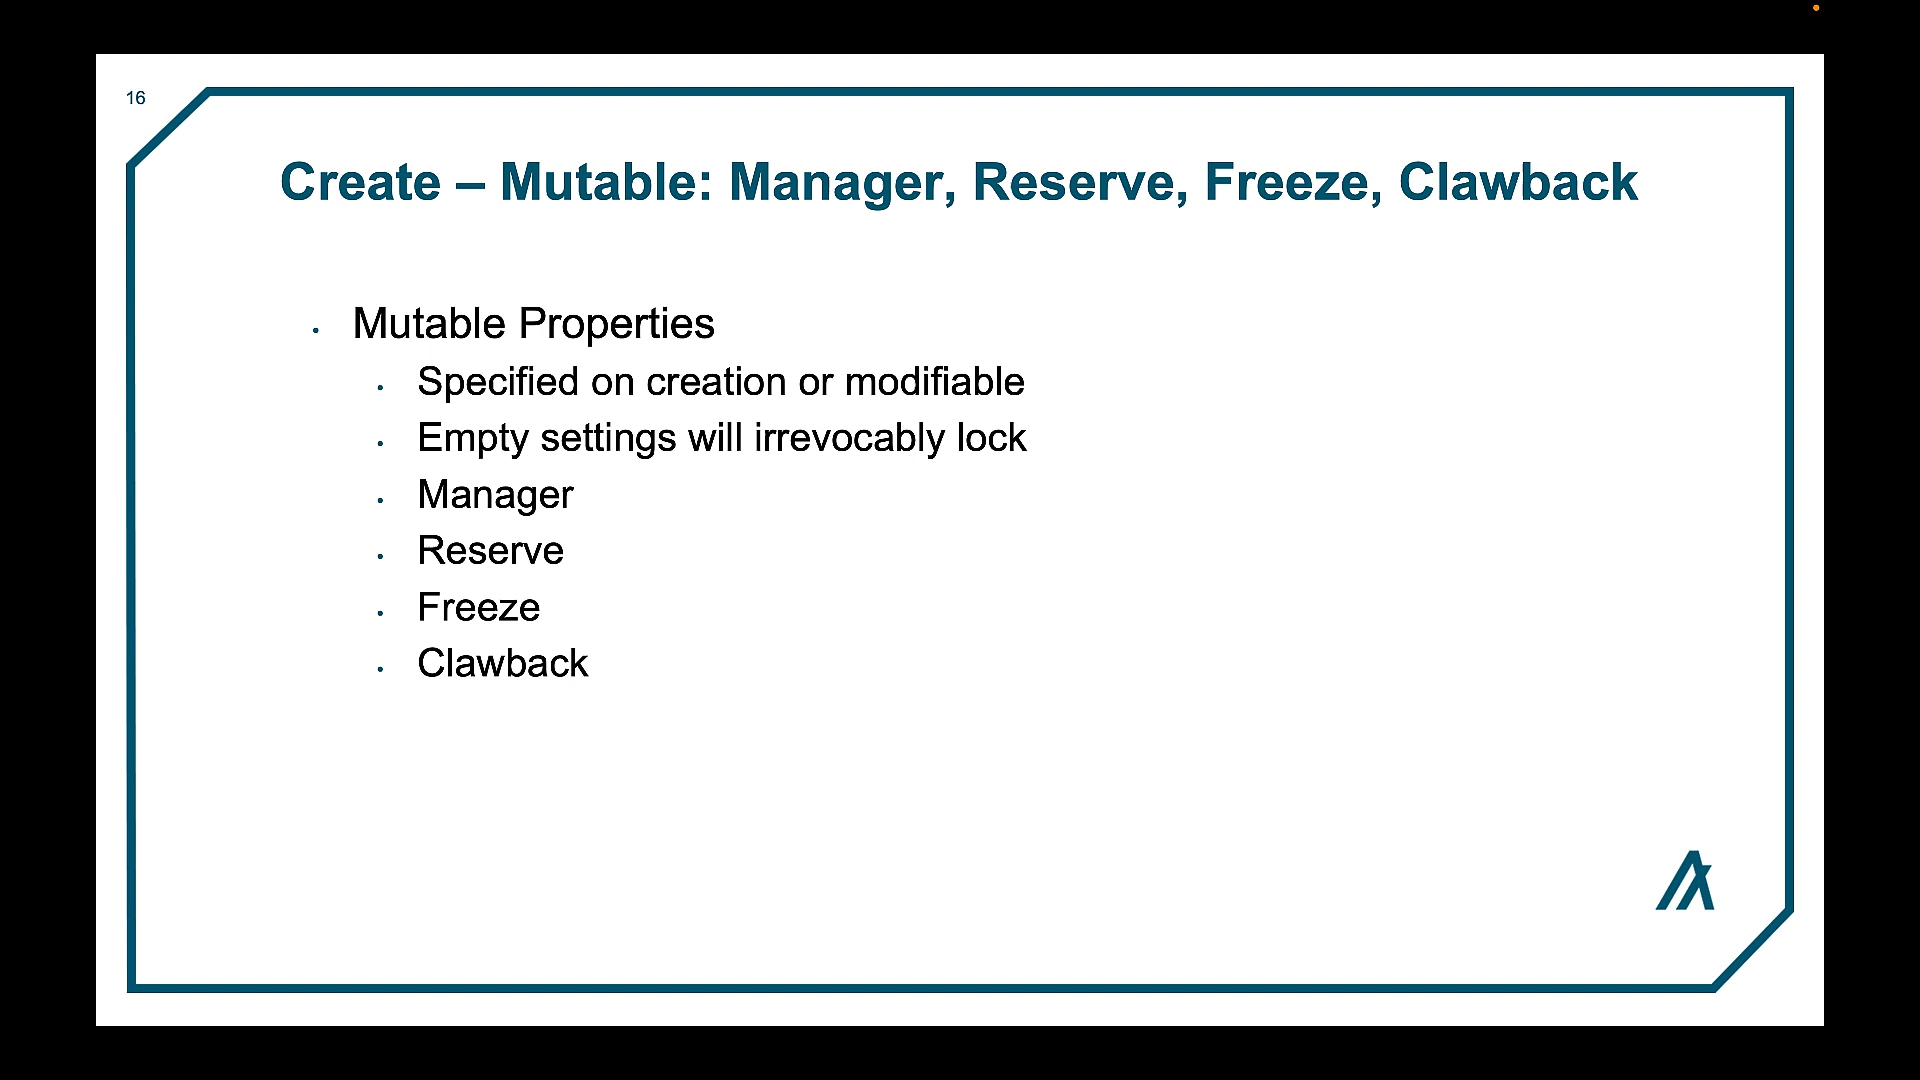 16
Create – Mutable: Manager, Reserve, Freeze, Clawback
• Mutable Properties
• Specified on creation or modifiable
• Empty settings will irrevocably lock
• Manager
• Reserve
• Freeze
• Clawback